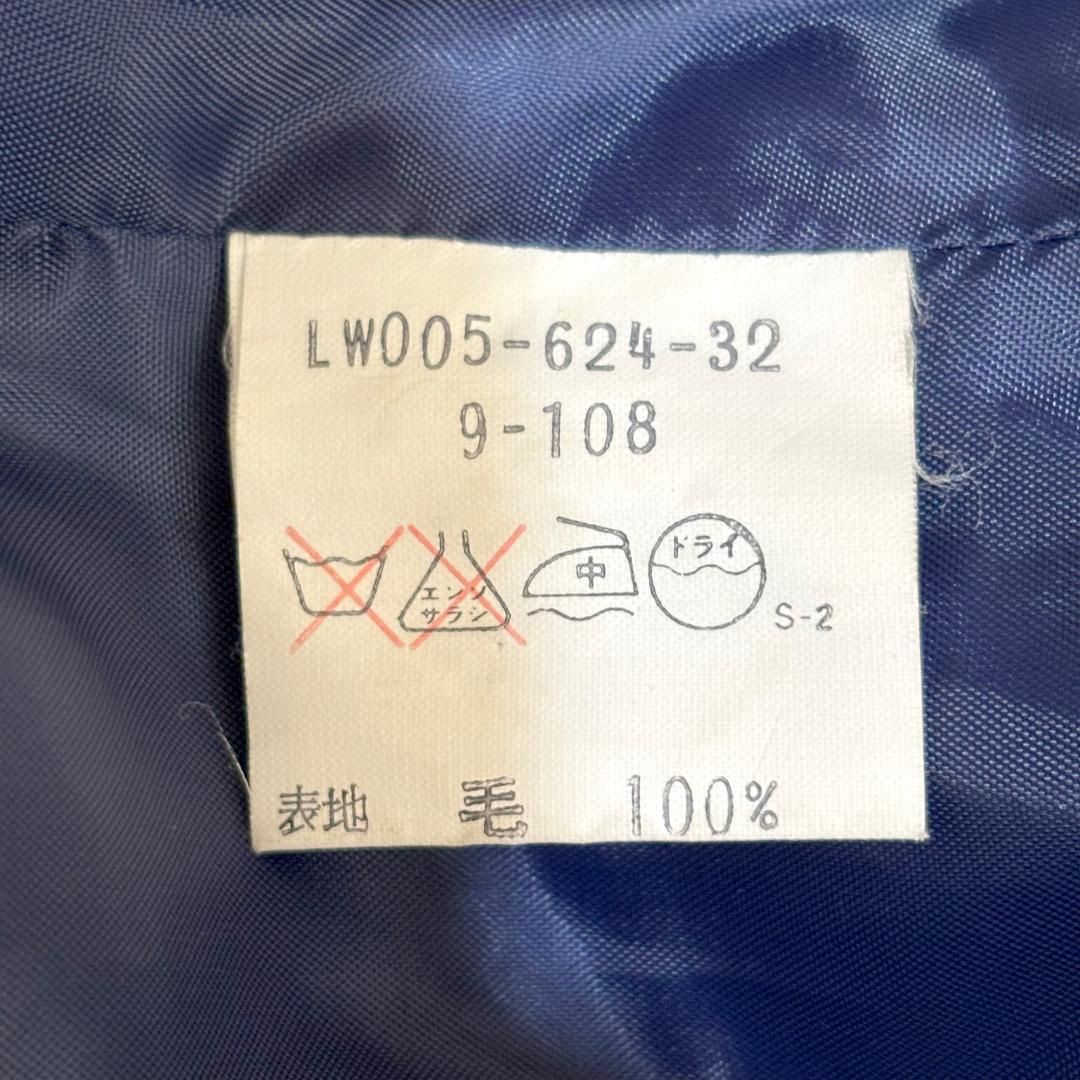 LW005-624-32
9-108
エンソ
サラシ
中
ドライ
S-2
表地 毛 100%